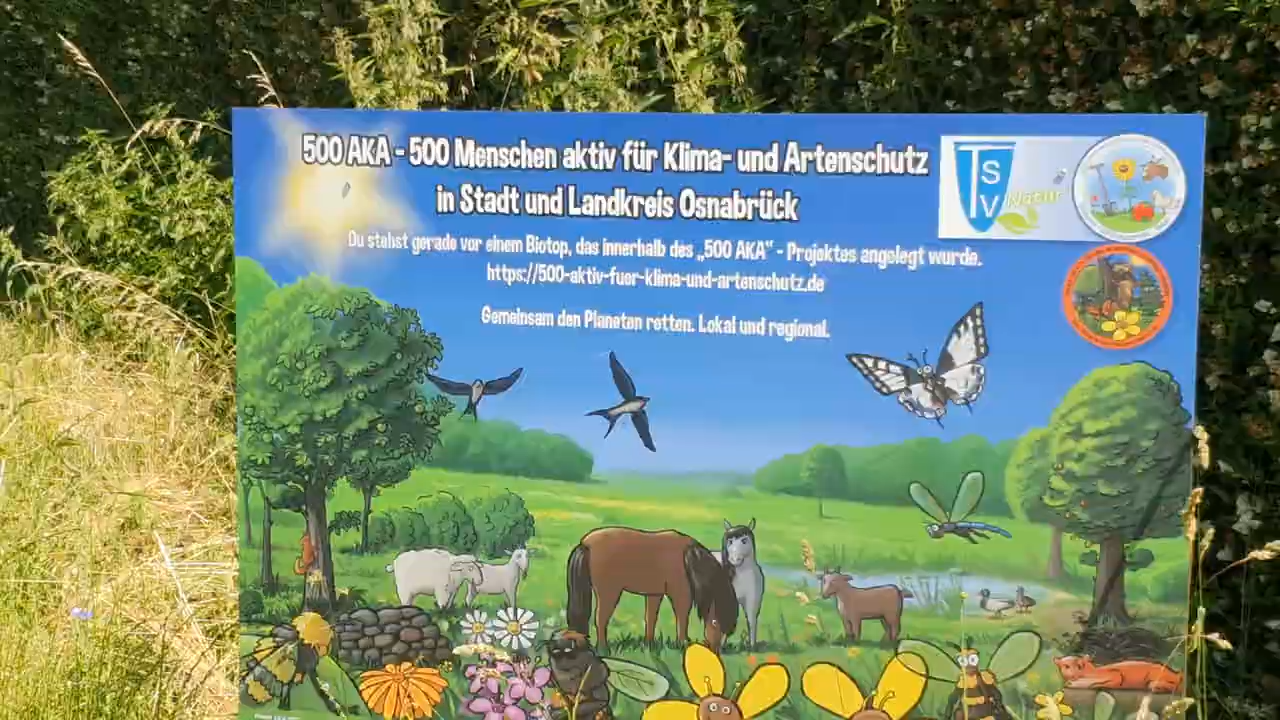 500 AKA - 500 Menschen aktiv für Klima- und Artenschutz
in Stadt und Landkreis Osnabrück
Du stehst gerade vor einem Biotop, das innerhalb des „500 AKA" - Projektes angelegt wurde.
https://500-aktiv-fuer-klima-und-artenschutz.de
Gemeinsam den Planeten retten. Lokal und regional.
TSV
Natur